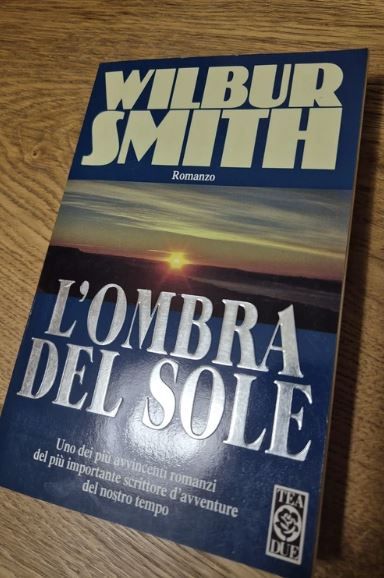 WILBUR
SMITH
Romanzo
L'OMBRA
DEL SOLE
Uno dei più avvincenti romanzi
del più importante scrittore d'avventure
del nostro tempo
TEA
DUE